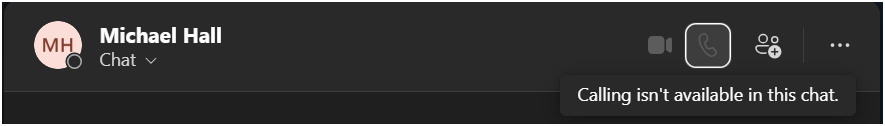 MH
Michael Hall
Chat
Calling isn't available in this chat.